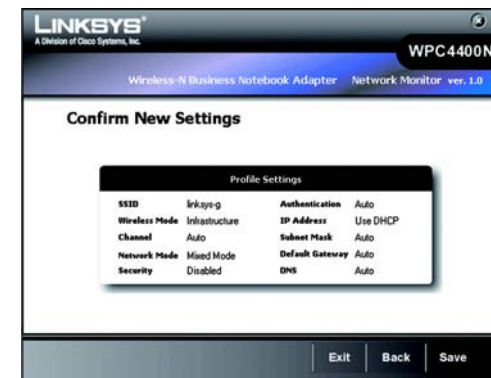 LINKSYS®
A Division of Cisco Systems, Inc.
WPC4400N
Wireless-N Business Notebook Adapter Network Monitor ver. 1.0
Confirm New Settings
Profile Settings
SSID linksys-g Authentication Auto
Wireless Mode Infrastructure IP Address Use DHCP
Channel Auto Subnet Mask Auto
Network Mode Mixed Mode Default Gateway Auto
Security Disabled DNS Auto
Exit Back Save